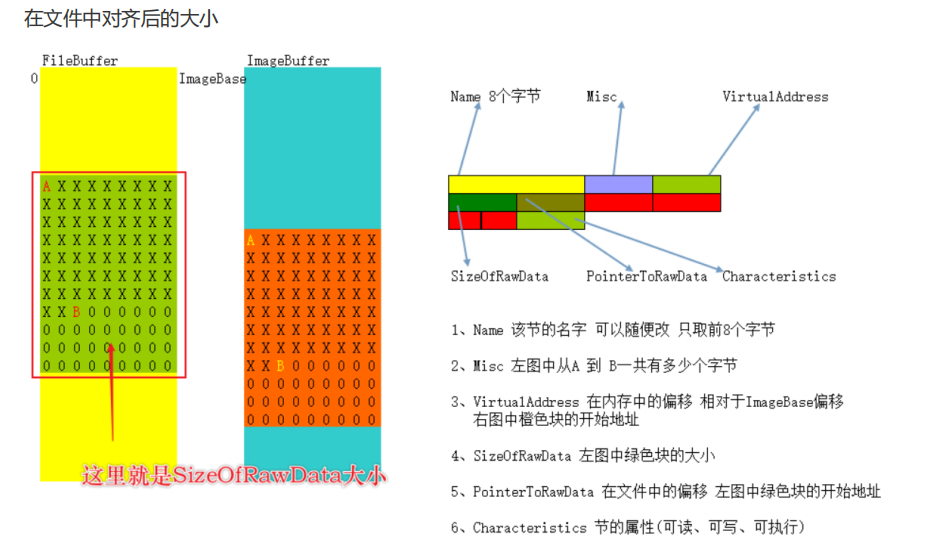 在文件中对齐后的大小
FileBuffer
ImageBuffer
0
ImageBase
A X X X X X X X X
X X X X X X X X X
X X X X X X X X X
X X X X X X X X X
X X X X X X X X X
X X X X X X X X X
X X X X X X X X X
X X B 0 0 0 0 0 0
0 0 0 0 0 0 0 0 0
0 0 0 0 0 0 0 0 0
0 0 0 0 0 0 0 0 0
A X X X X X X X X
X X X X X X X X X
X X X X X X X X X
X X X X X X X X X
X X X X X X X X X
X X X X X X X X X
X X X X X X X X X
X X B 0 0 0 0 0 0
0 0 0 0 0 0 0 0 0
0 0 0 0 0 0 0 0 0
0 0 0 0 0 0 0 0 0
这里就是SizeOfRawData大小
Name 8个字节
Misc
VirtualAddress
SizeOfRawData
PointerToRawData
Characteristics
1、Name 该节的名字 可以随便改 只取前8个字节
2、Misc 左图中从A 到 B一共有多少个字节
3、VirtualAddress 在内存中的偏移 相对于ImageBase偏移
右图中橙色块的开始地址
4、SizeOfRawData 左图中绿色块的大小
5、PointerToRawData 在文件中的偏移 左图中绿色块的开始地址
6、Characteristics 节的属性(可读、可写、可执行)